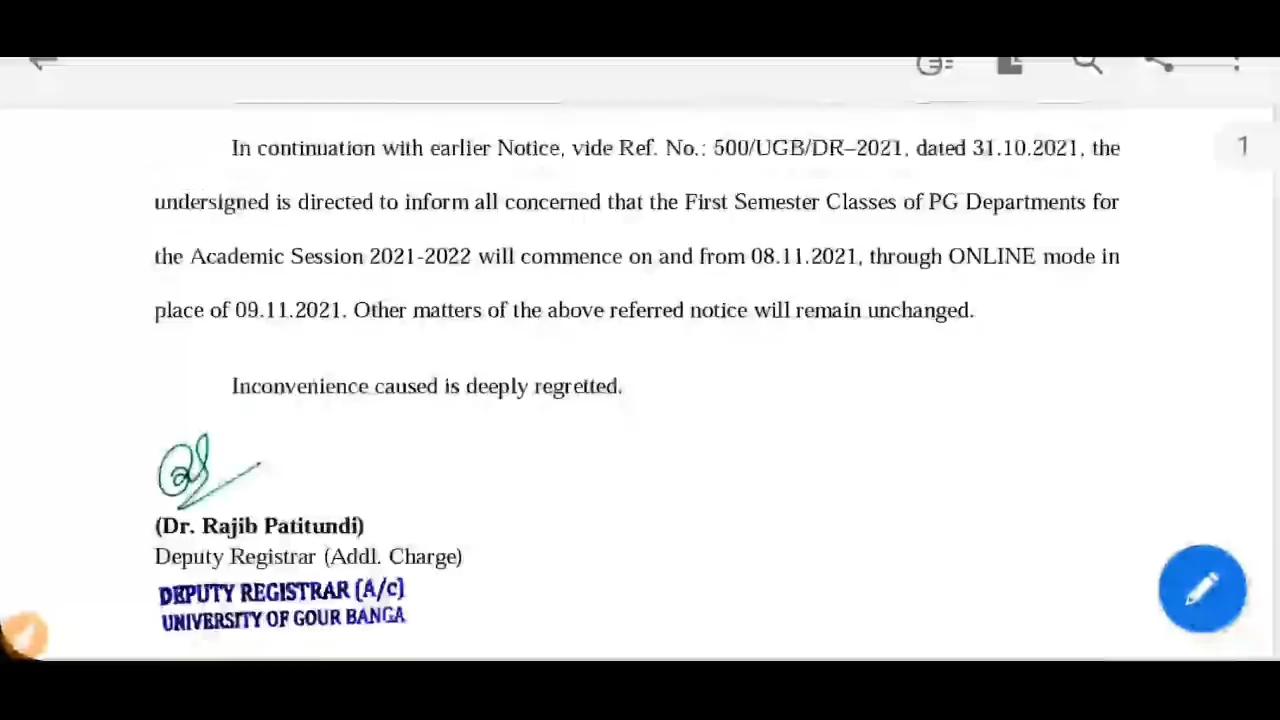 In continuation with earlier Notice, vide Ref. No.: 500/UGB/DR–2021, dated 31.10.2021, the
undersigned is directed to inform all concerned that the First Semester Classes of PG Departments for
the Academic Session 2021-2022 will commence on and from 08.11.2021, through ONLINE mode in
place of 09.11.2021. Other matters of the above referred notice will remain unchanged.
Inconvenience caused is deeply regretted.
(Dr. Rajib Patitundi)
Deputy Registrar (Addl. Charge)
DEPUTY REGISTRAR (A/c)
UNIVERSITY OF GOUR BANGA
1